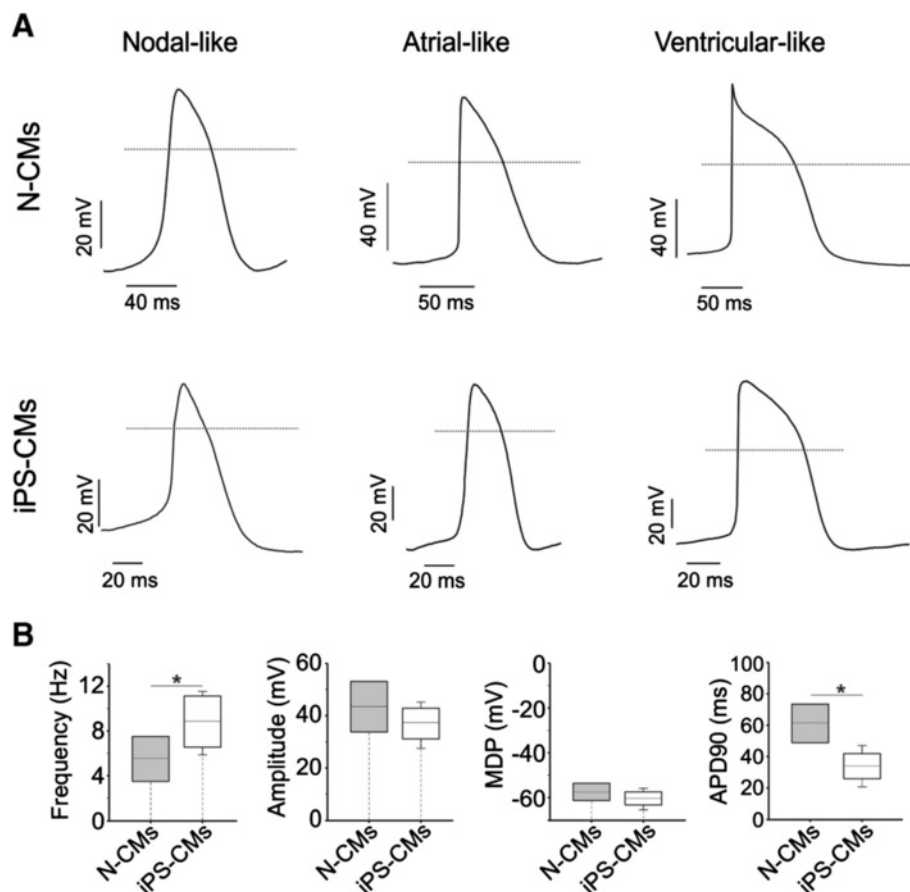 A
Nodal-like Atrial-like Ventricular-like
N-CMs
20 mV
40 mV
40 mV
40 ms 50 ms 50 ms
iPS-CMs
20 mV
20 mV
20 mV
20 ms 20 ms 20 ms
B
Frequency (Hz)
12
8
4
0
*
N-CMs
iPS-CMs
Amplitude (mV)
60
40
20
0
N-CMs
iPS-CMs
MDP (mV)
0
-20
-40
-60
N-CMs
iPS-CMs
APD90 (ms)
100
80
60
40
20
0
*
N-CMs
iPS-CMs